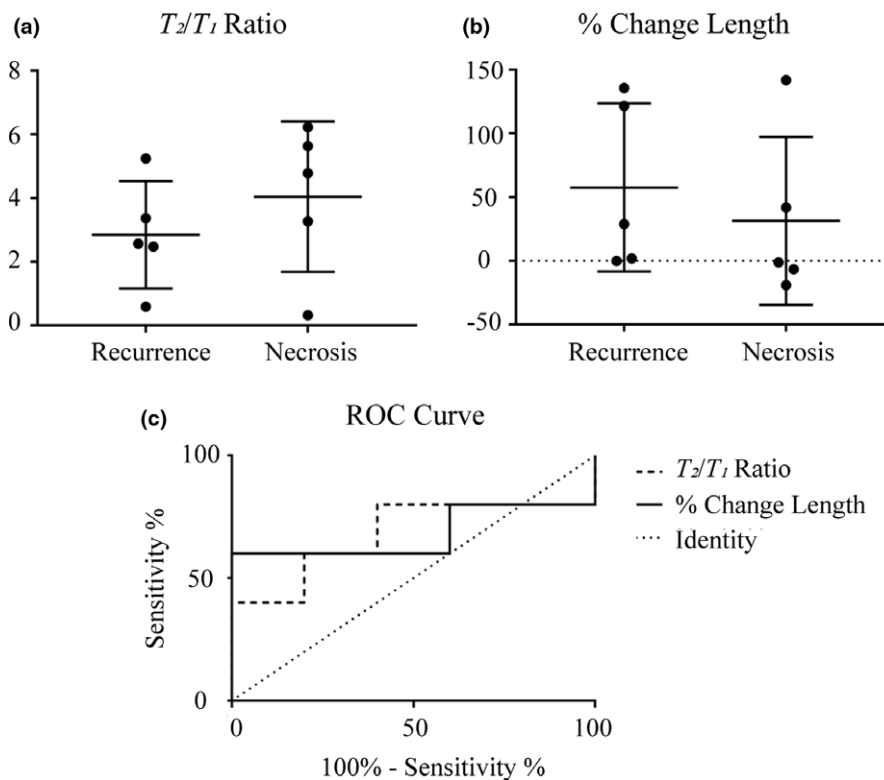 (a) T₂/T₁ Ratio
8
6
4
2
0
Recurrence Necrosis
(b) % Change Length
150
100
50
0
-50
Recurrence Necrosis
(c) ROC Curve
100
50
0
Sensitivity %
0 50 100
100% - Sensitivity %
T₂/T₁ Ratio
% Change Length
Identity